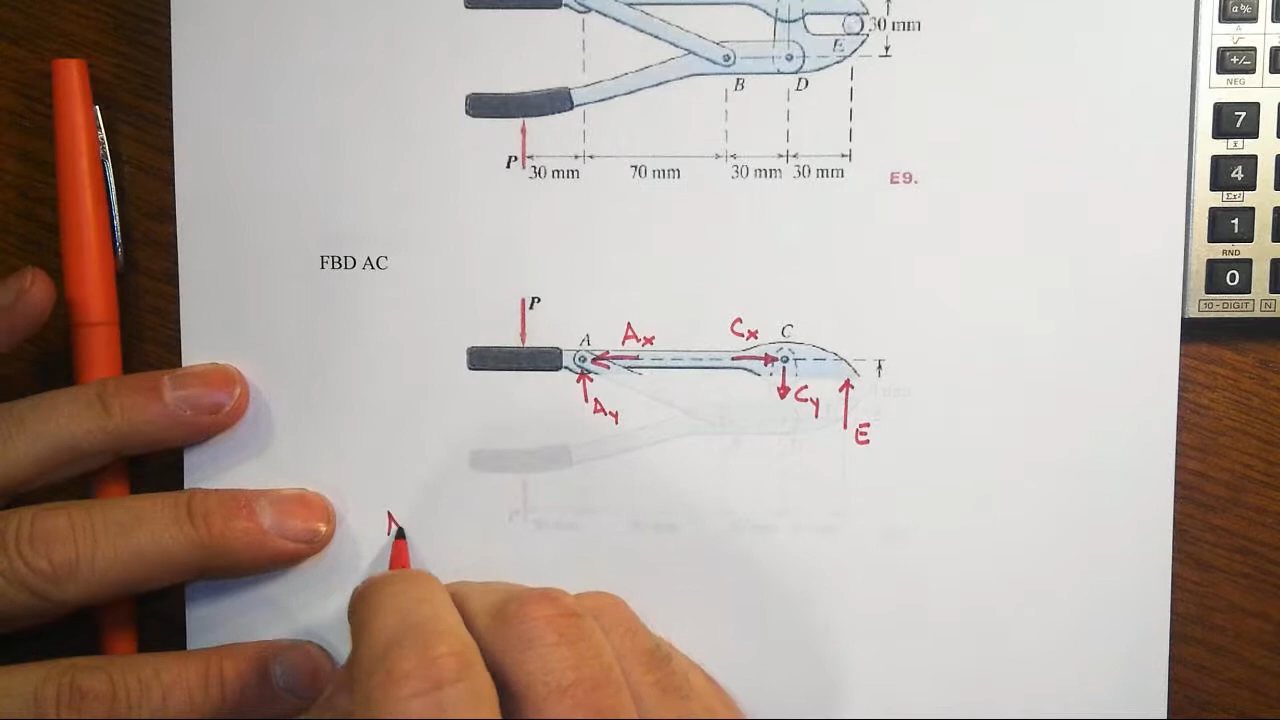 30 mm
E
B D
P
30 mm 70 mm 30 mm 30 mm
E9.
FBD AC
P
A Ax Cx C
Ay Cy
E
a b/c
A
+/-
NEG
7
x̄
4
Σx²
1
RND
0
10-DIGIT N